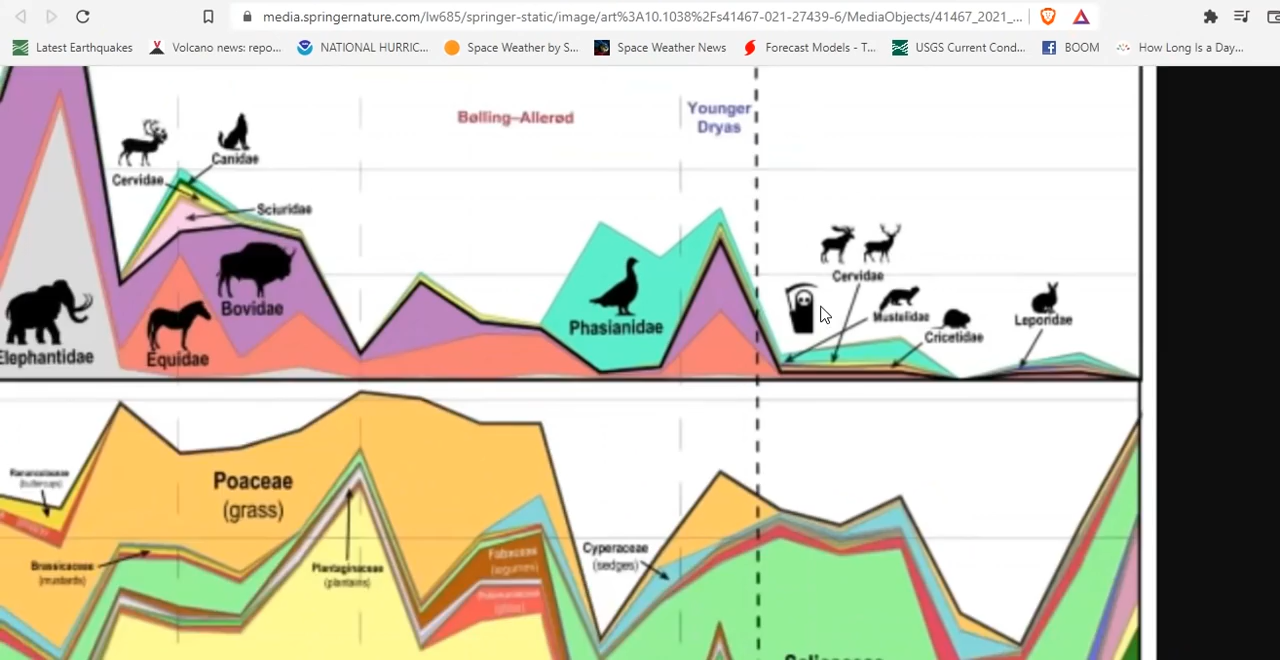 media.springernature.com/lw685/springer-static/image/art%3A10.1038%2Fs41467-021-27439-6/MediaObjects/41467_2021_...
Latest Earthquakes
Volcano news: repo...
NATIONAL HURRIC...
Space Weather by S...
Space Weather News
Forecast Models - T...
USGS Current Cond...
BOOM
How Long Is a Day...
Bølling–Allerød
Younger
Dryas
Canidae
Cervidae
Sciuridae
Bovidae
Elephantidae
Equidae
Phasianidae
Cervidae
Mustelidae
Cricetidae
Leporidae
Ranunculaceae
(buttercups)
Poaceae
(grass)
Brassicaceae
(mustards)
Plantaginaceae
(plantains)
Fabaceae
(legumes)
Cyperaceae
(sedges)